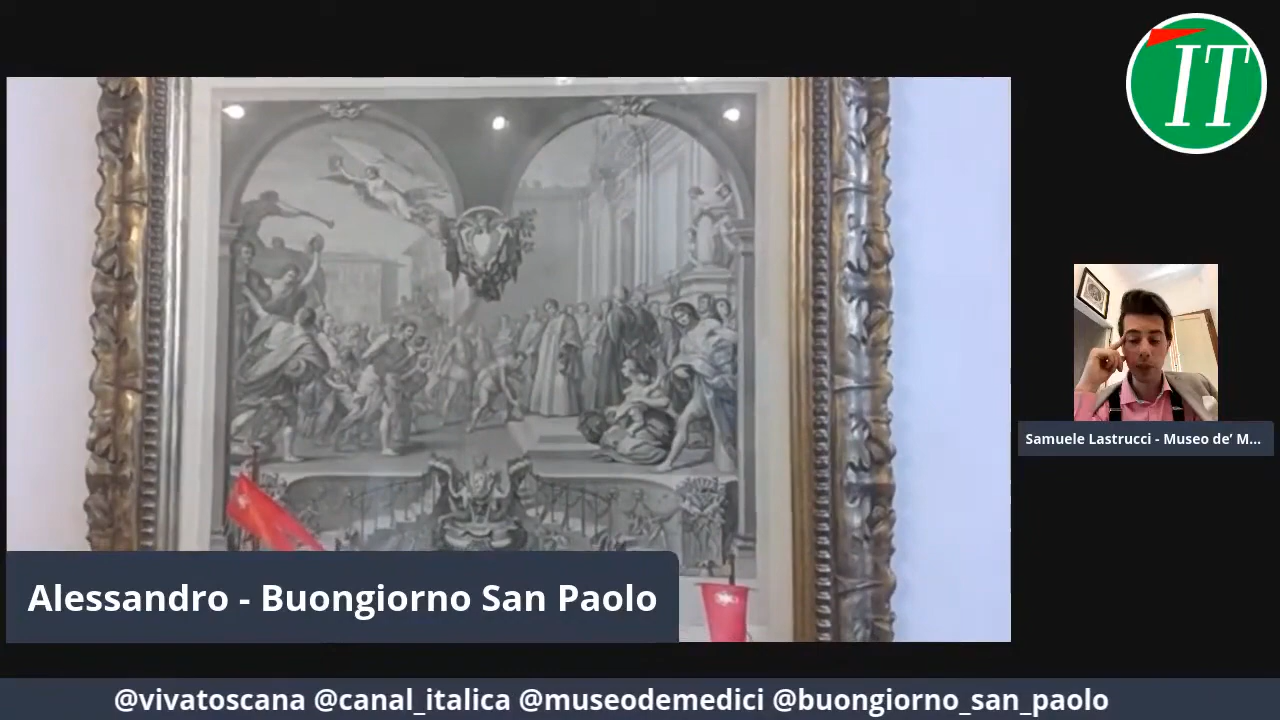 IT
Samuele Lastrucci - Museo de’ M...
Alessandro - Buongiorno San Paolo
@vivatoscana @canal_italica @museodemedici @buongiorno_san_paolo